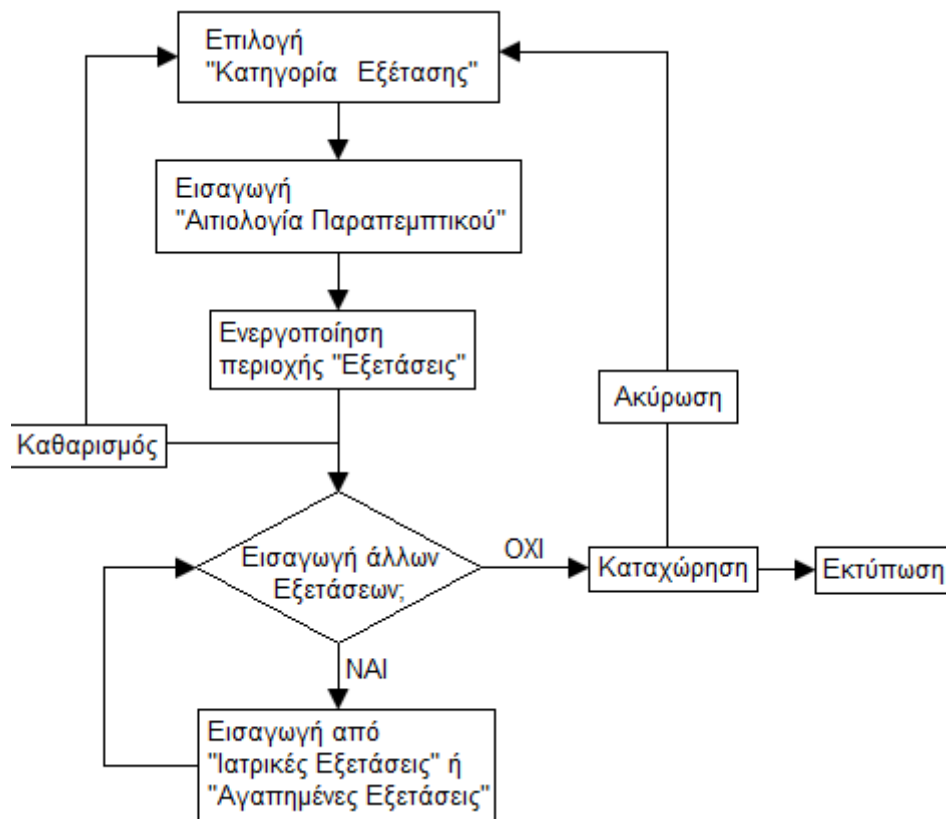 Επιλογή
"Κατηγορία Εξέτασης"
Εισαγωγή
"Αιτιολογία Παραπεμπτικού"
Ενεργοποίηση
περιοχής "Εξετάσεις"
Ακύρωση
Καθαρισμός
Εισαγωγή άλλων
Εξετάσεων;
ΟΧΙ
Καταχώρηση
Εκτύπωση
ΝΑΙ
Εισαγωγή από
"Ιατρικές Εξετάσεις" ή
"Αγαπημένες Εξετάσεις"